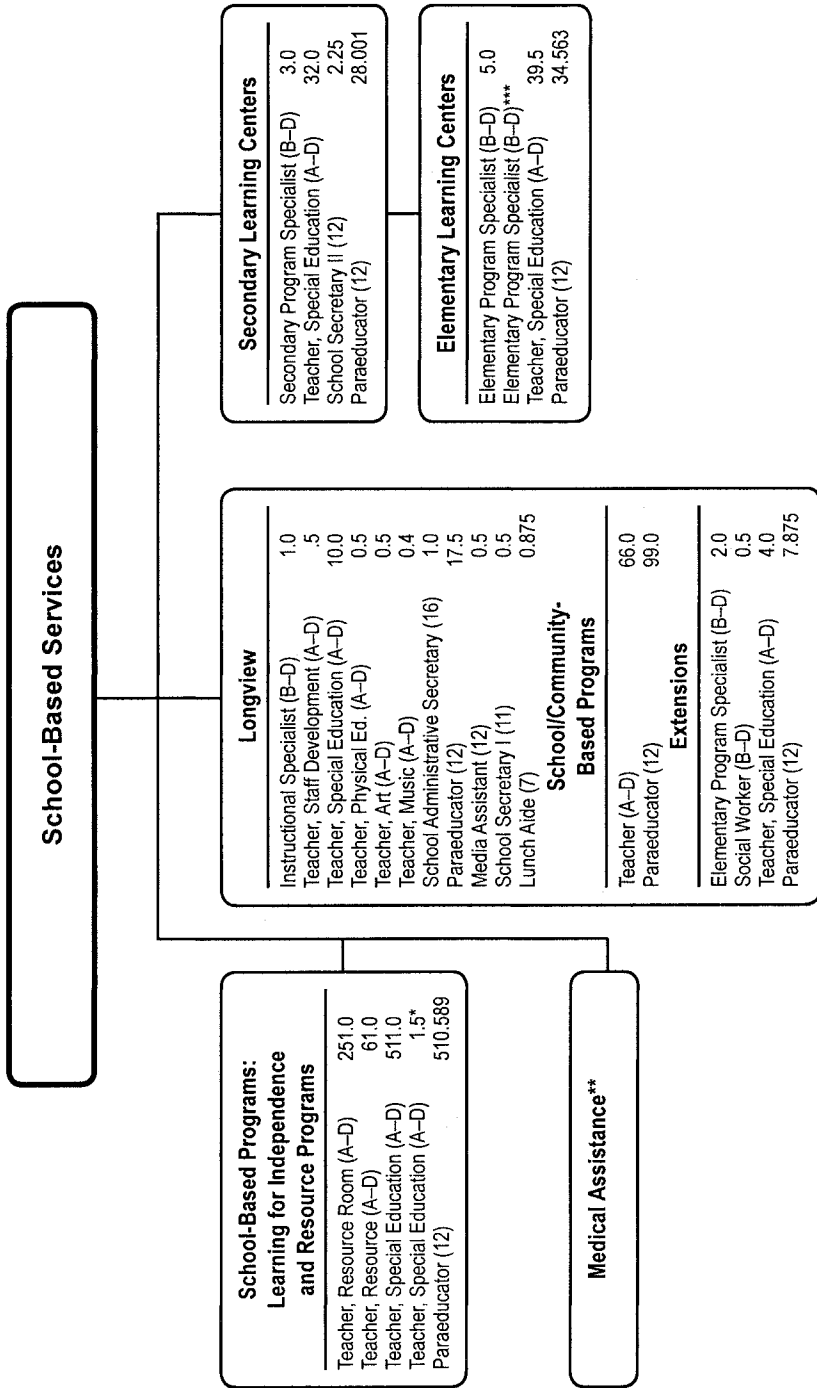 School-Based Services
School-Based Programs:
Learning for Independence
and Resource Programs
Teacher, Resource Room (A–D) 251.0
Teacher, Resource (A–D) 61.0
Teacher, Special Education (A–D) 511.0
Teacher, Special Education (A–D) 1.5*
Paraeducator (12) 510.589
Medical Assistance**
Longview
Instructional Specialist (B–D) 1.0
Teacher, Staff Development (A–D) .5
Teacher, Special Education (A–D) 10.0
Teacher, Physical Ed. (A–D) 0.5
Teacher, Art (A–D) 0.5
Teacher, Music (A–D) 0.4
School Administrative Secretary (16) 1.0
Paraeducator (12) 17.5
Media Assistant (12) 0.5
School Secretary I (11) 0.5
Lunch Aide (7) 0.875
School/Community-
Based Programs
Teacher (A–D) 66.0
Paraeducator (12) 99.0
Extensions
Elementary Program Specialist (B–D) 2.0
Social Worker (B–D) 0.5
Teacher, Special Education (A–D) 4.0
Paraeducator (12) 7.875
Secondary Learning Centers
Secondary Program Specialist (B–D) 3.0
Teacher, Special Education (A–D) 32.0
School Secretary II (12) 2.25
Paraeducator (12) 28.001
Elementary Learning Centers
Elementary Program Specialist (B–D) 5.0
Elementary Program Specialist (B–D)***
Teacher, Special Education (A–D) 39.5
Paraeducator (12) 34.563